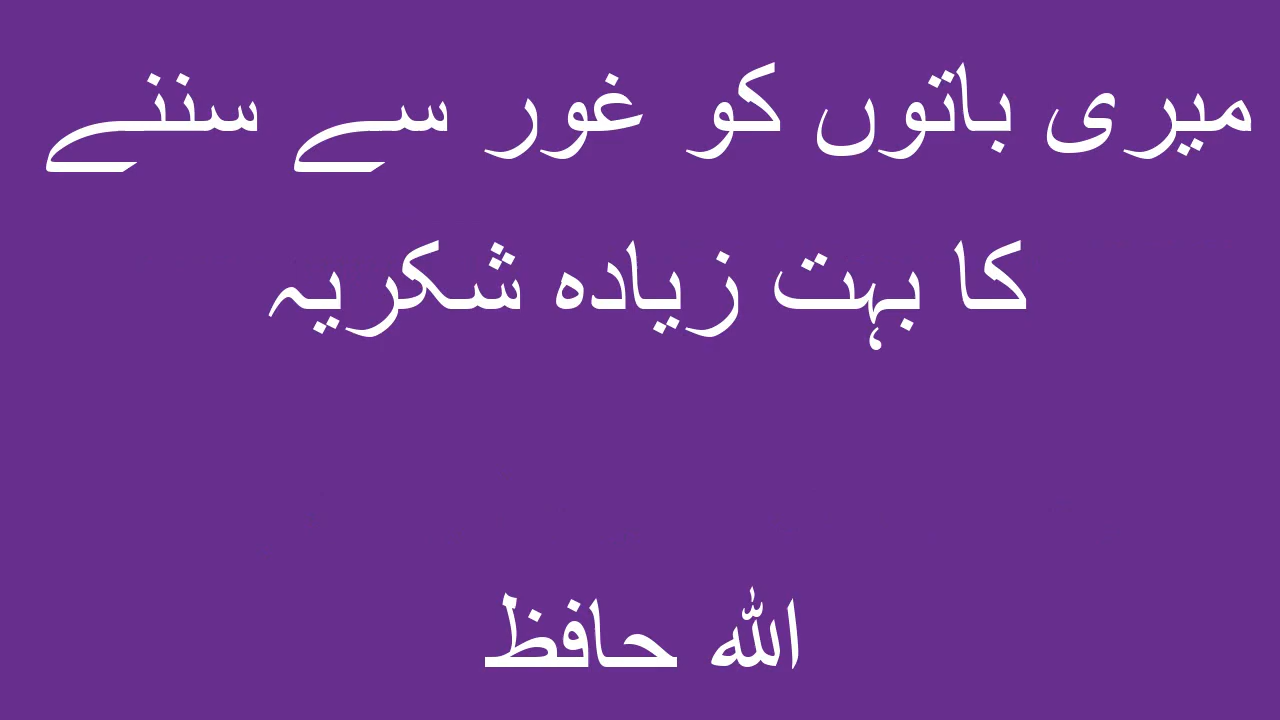 میری باتوں کو غور سے سننے
کا بہت زیادہ شکریہ
اللہ حافظ